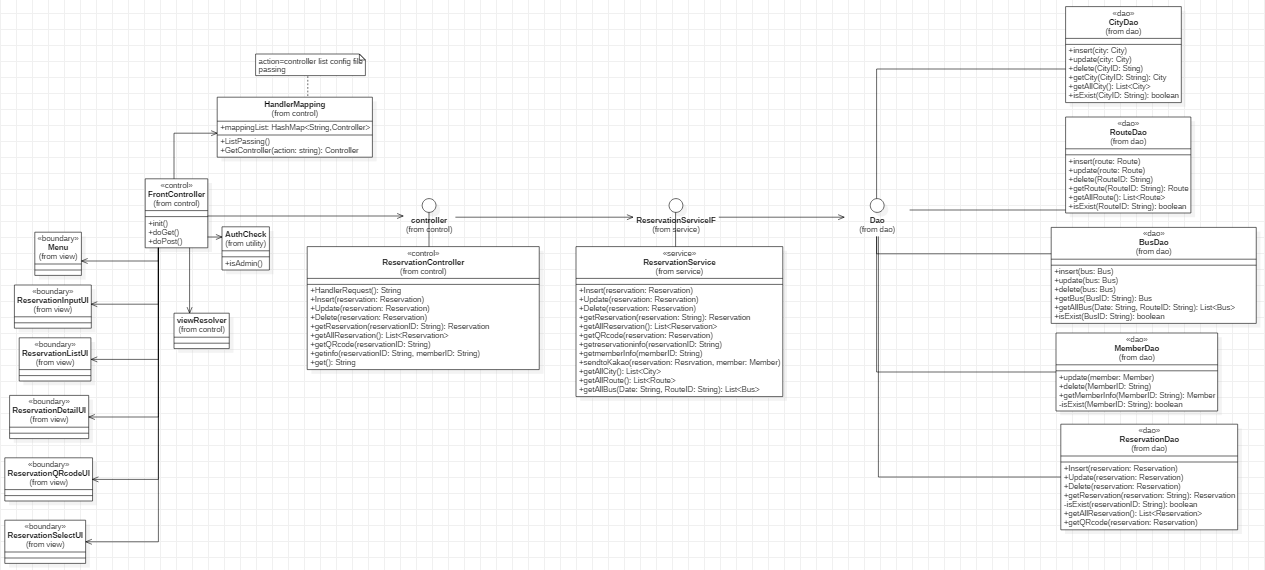 action=controller list config file
passing
HandlerMapping
(from control)
+mappingList: HashMap<String,Controller>
+ListPassing()
+GetController(action: string): Controller
«control»
FrontController
(from control)
+init()
+doGet()
+doPost()
AuthCheck
(from utility)
+isAdmin()
viewResolver
(from control)
«boundary»
Menu
(from view)
«boundary»
ReservationInputUI
(from view)
«boundary»
ReservationListUI
(from view)
«boundary»
ReservationDetailUI
(from view)
«boundary»
ReservationQRcodeUI
(from view)
«boundary»
ReservationSelectUI
(from view)
controller
(from control)
«control»
ReservationController
(from control)
+HandlerRequest(): String
+Insert(reservation: Reservation)
+Update(reservation: Reservation)
+Delete(reservation: Reservation)
+getReservation(reservationID: String): Reservation
+getAllReservation(): List<Reservation>
+getQRcode(reservationID: String)
+getinfo(reservationID: String, memberID: String)
+get(): String
ReservationServiceIF
(from service)
«service»
ReservationService
(from service)
+Insert(reservation: Reservation)
+Update(reservation: Reservation)
+Delete(reservation: Reservation)
+getReservation(reservation: String): Reservation
+getAllReservation(): List<Reservation>
+getQRcode(reservation: Reservation)
+getreservationinfo(reservationID: String)
+getmemberInfo(memberID: String)
+sendtoKakao(reservation: Resrvation, member: Member)
+getAllCity(): List<City>
+getAllRoute(): List<Route>
+getAllBus(Date: String, RouteID: String): List<Bus>
Dao
(from dao)
«dao»
CityDao
(from dao)
+insert(city: City)
+update(city: City)
+delete(CityID: Sting)
+getCity(CityID: String): City
+getAllCity(): List<City>
+isExist(CityID: String): boolean
«dao»
RouteDao
(from dao)
+insert(route: Route)
+update(route: Route)
+delete(RouteID: String)
+getRoute(RouteID: String): Route
+getAllRoute(): List<Route>
+isExist(RouteID: String): boolean
«dao»
BusDao
(from dao)
+insert(bus: Bus)
+update(bus: Bus)
+delete(bus: Bus)
+getBus(BusID: String): Bus
+getAllBus(Date: String, RouteID: String): List<Bus>
+isExist(BusID: String): boolean
«dao»
MemberDao
(from dao)
+update(member: Member)
+delete(MemberID: String)
+getMemberInfo(MemberID: String): Member
-isExist(MemberID: String): boolean
«dao»
ReservationDao
(from dao)
+Insert(reservation: Reservation)
+Update(reservation: Reservation)
+Delete(reservation: Reservation)
+getReservation(reservation: String): Reservation
-isExist(reservationID: String): boolean
+getAllReservation(): List<Reservation>
+getQRcode(reservation: Reservation)